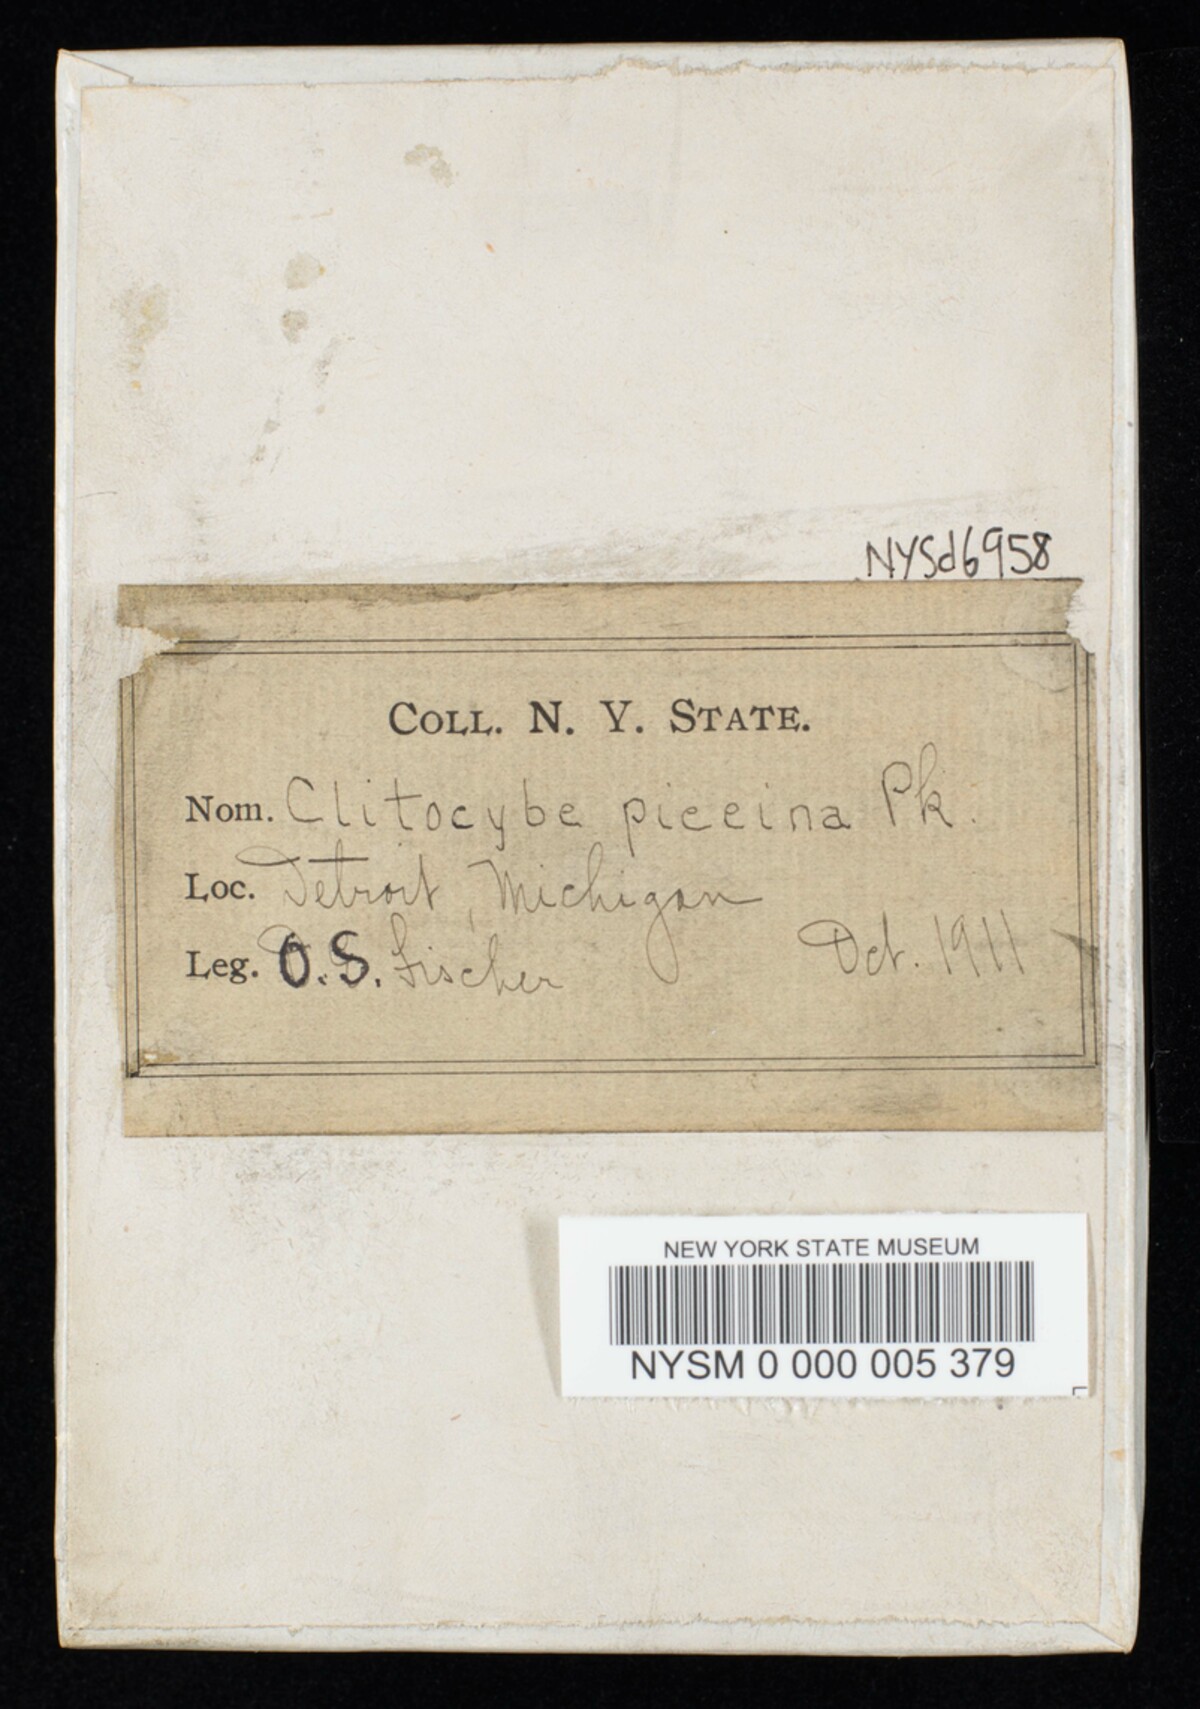 NYSd6958
COLL. N. Y. STATE.
Nom. Clitocybe piceina Pk.
Loc. Detroit, Michigan
Leg. O.S. Fischer Oct. 1911
NEW YORK STATE MUSEUM
NYSM 0 000 005 379